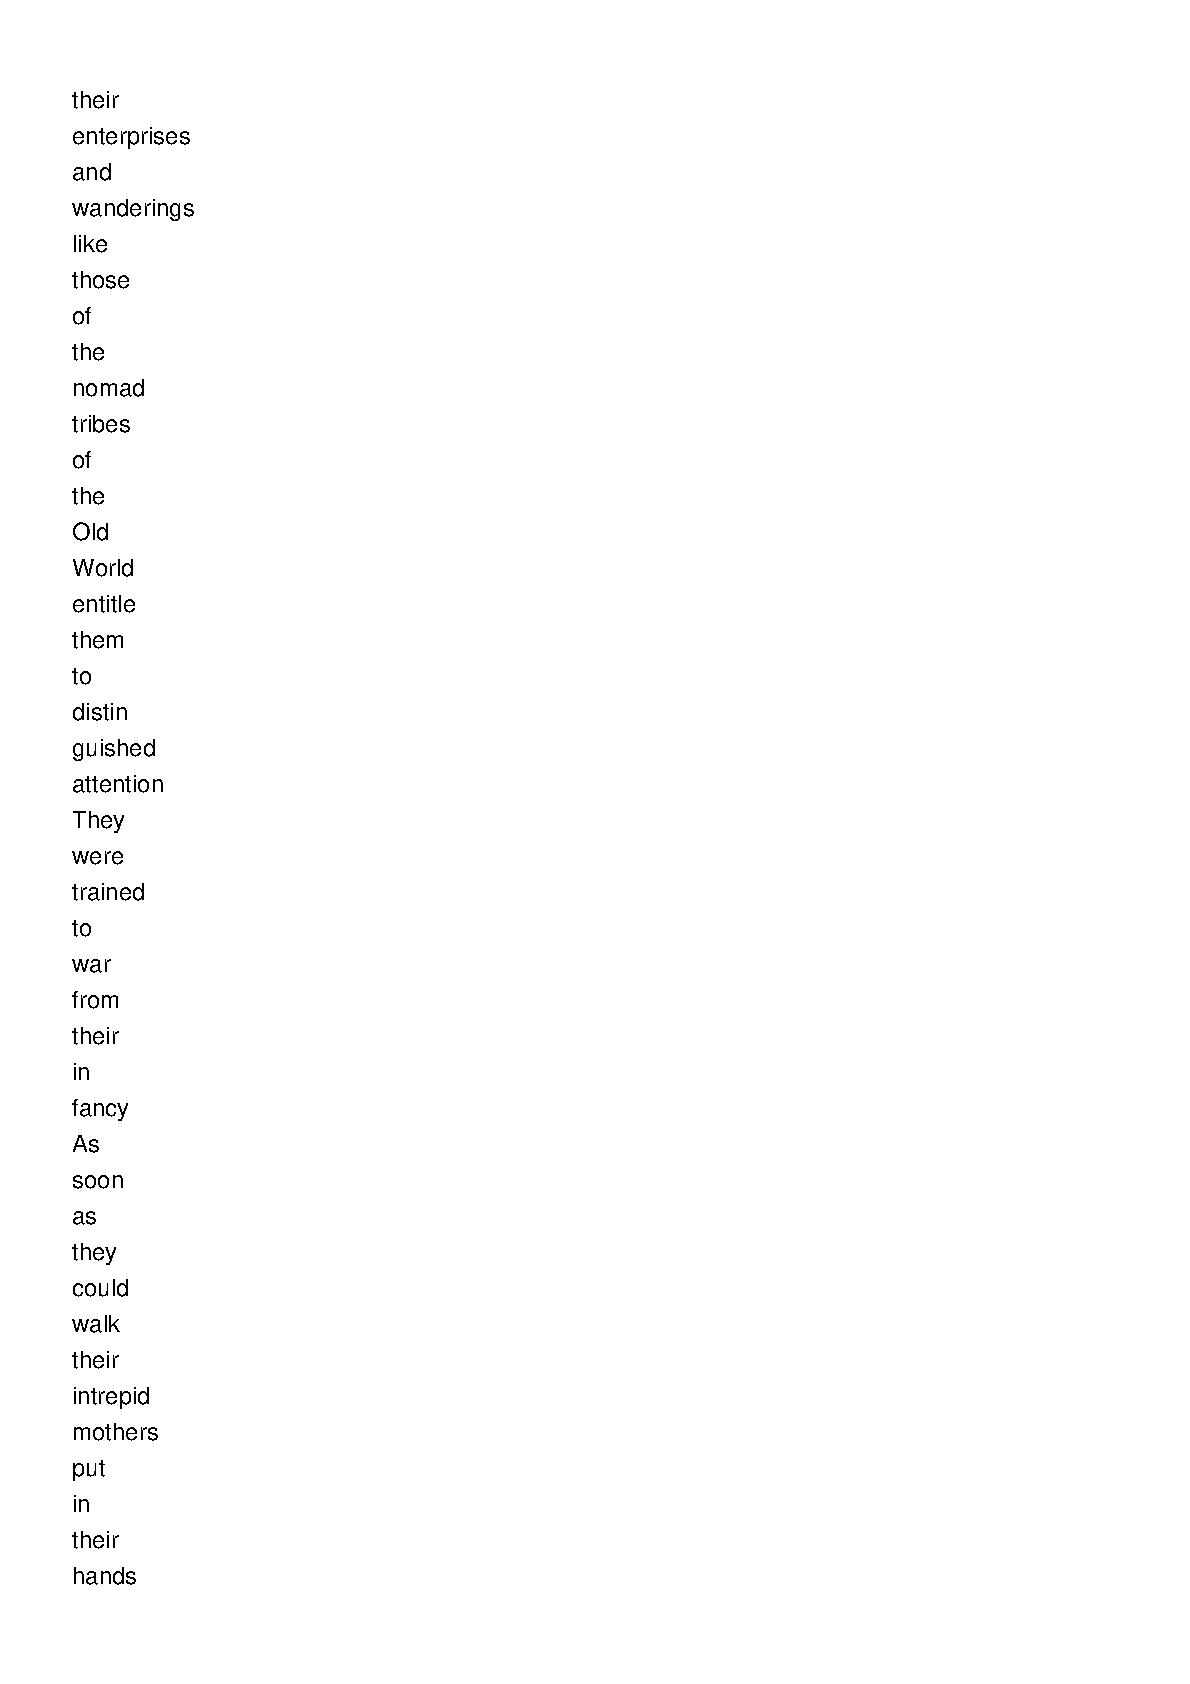 their
enterprises
and
wanderings
like
those
of
the
nomad
tribes
of
the
Old
World
entitle
them
to
distin
guished
attention
They
were
trained
to
war
from
their
in
fancy
As
soon
as
they
could
walk
their
intrepid
mothers
put
in
their
hands